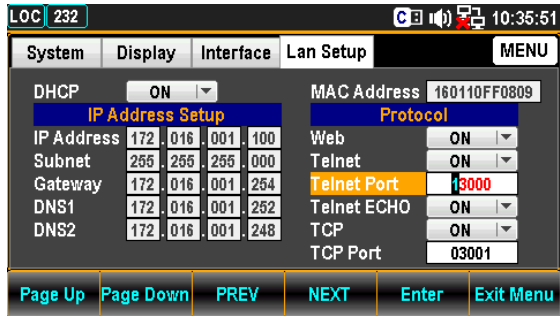 LOC 232 C 10:35:51
System Display Interface Lan Setup MENU
DHCP ON MAC Address 160110FF0809
IP Address Setup Protocol
IP Address 172 . 016 . 001 . 100 Web ON
Subnet 255 . 255 . 255 . 000 Telnet ON
Gateway 172 . 016 . 001 . 254 Telnet Port 13000
DNS1 172 . 016 . 001 . 252 Telnet ECHO ON
DNS2 172 . 016 . 001 . 248 TCP ON
TCP Port 03001
Page Up Page Down PREV NEXT Enter Exit Menu